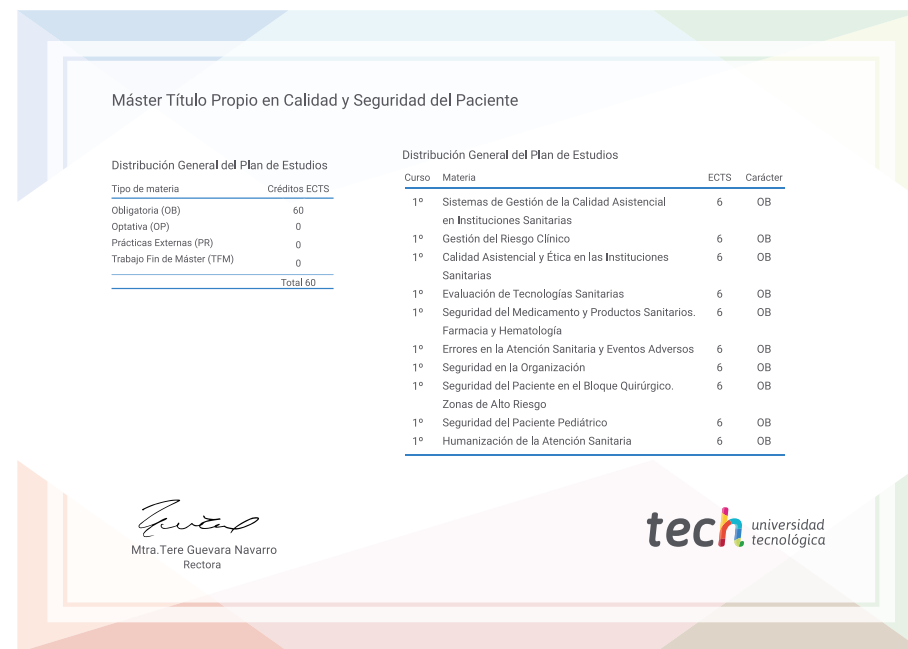 Máster Título Propio en Calidad y Seguridad del Paciente
Distribución General del Plan de Estudios
Tipo de materia Créditos ECTS
Obligatoria (OB) 60
Optativa (OP) 0
Prácticas Externas (PR) 0
Trabajo Fin de Máster (TFM) 0
Total 60
Distribución General del Plan de Estudios
Curso Materia ECTS Carácter
1º Sistemas de Gestión de la Calidad Asistencial 6 OB
en Instituciones Sanitarias
1º Gestión del Riesgo Clínico 6 OB
1º Calidad Asistencial y Ética en las Instituciones 6 OB
Sanitarias
1º Evaluación de Tecnologías Sanitarias 6 OB
1º Seguridad del Medicamento y Productos Sanitarios. 6 OB
Farmacia y Hematología
1º Errores en la Atención Sanitaria y Eventos Adversos 6 OB
1º Seguridad en la Organización 6 OB
1º Seguridad del Paciente en el Bloque Quirúrgico. 6 OB
Zonas de Alto Riesgo
1º Seguridad del Paciente Pediátrico 6 OB
1º Humanización de la Atención Sanitaria 6 OB
Mtra.Tere Guevara Navarro
Rectora
tech universidad
tecnológica